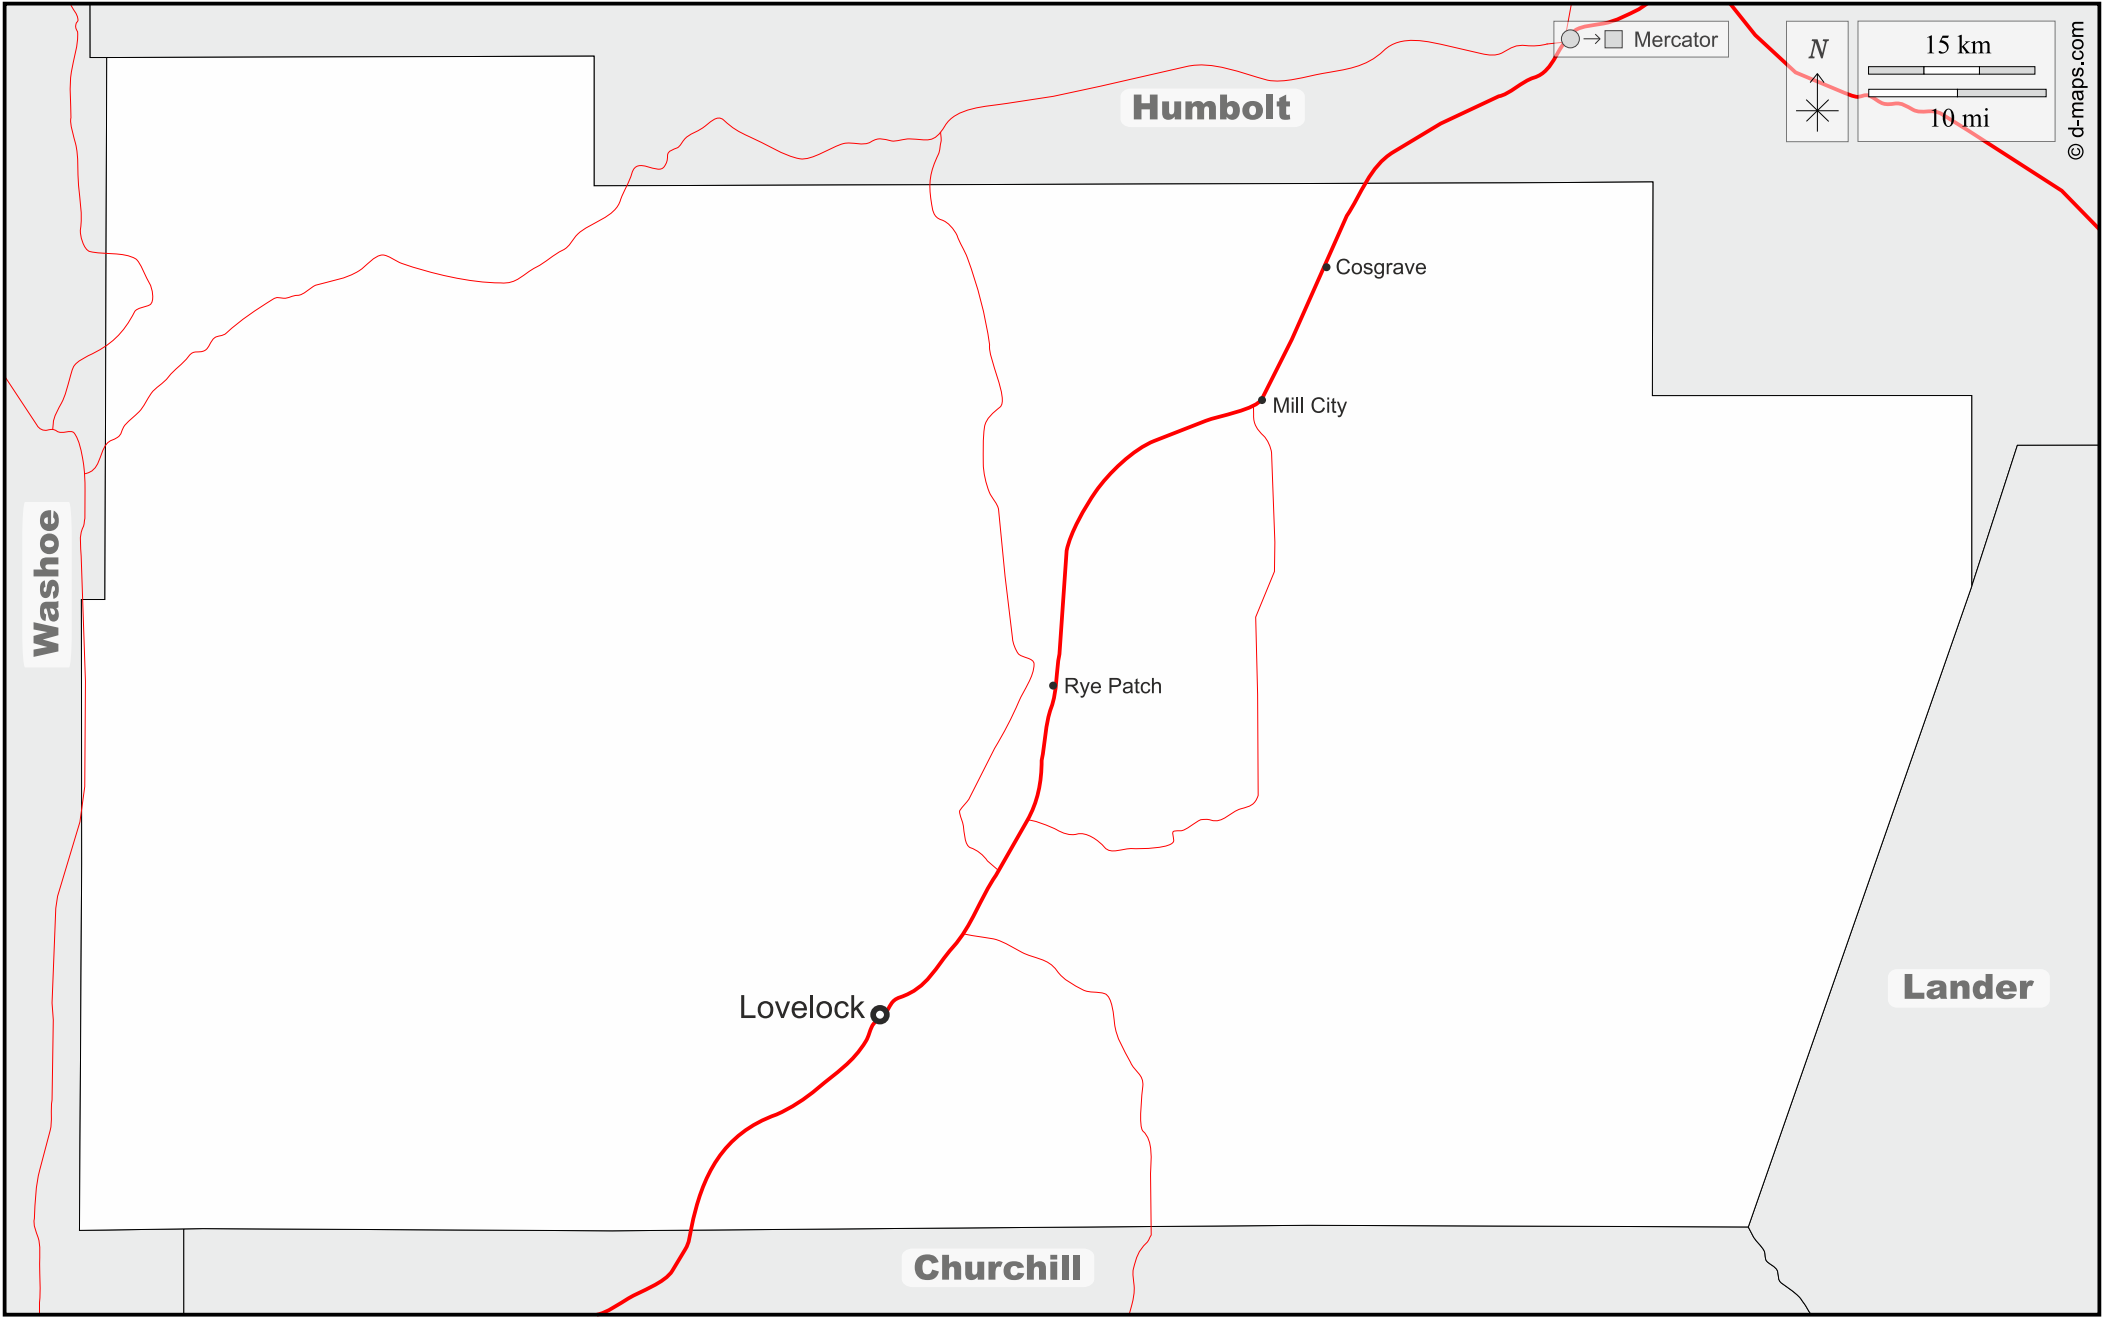 Mercator
N
15 km
10 mi
© d-maps.com
Humbolt
Cosgrave
Mill City
Washoe
Rye Patch
Lovelock
Lander
Churchill